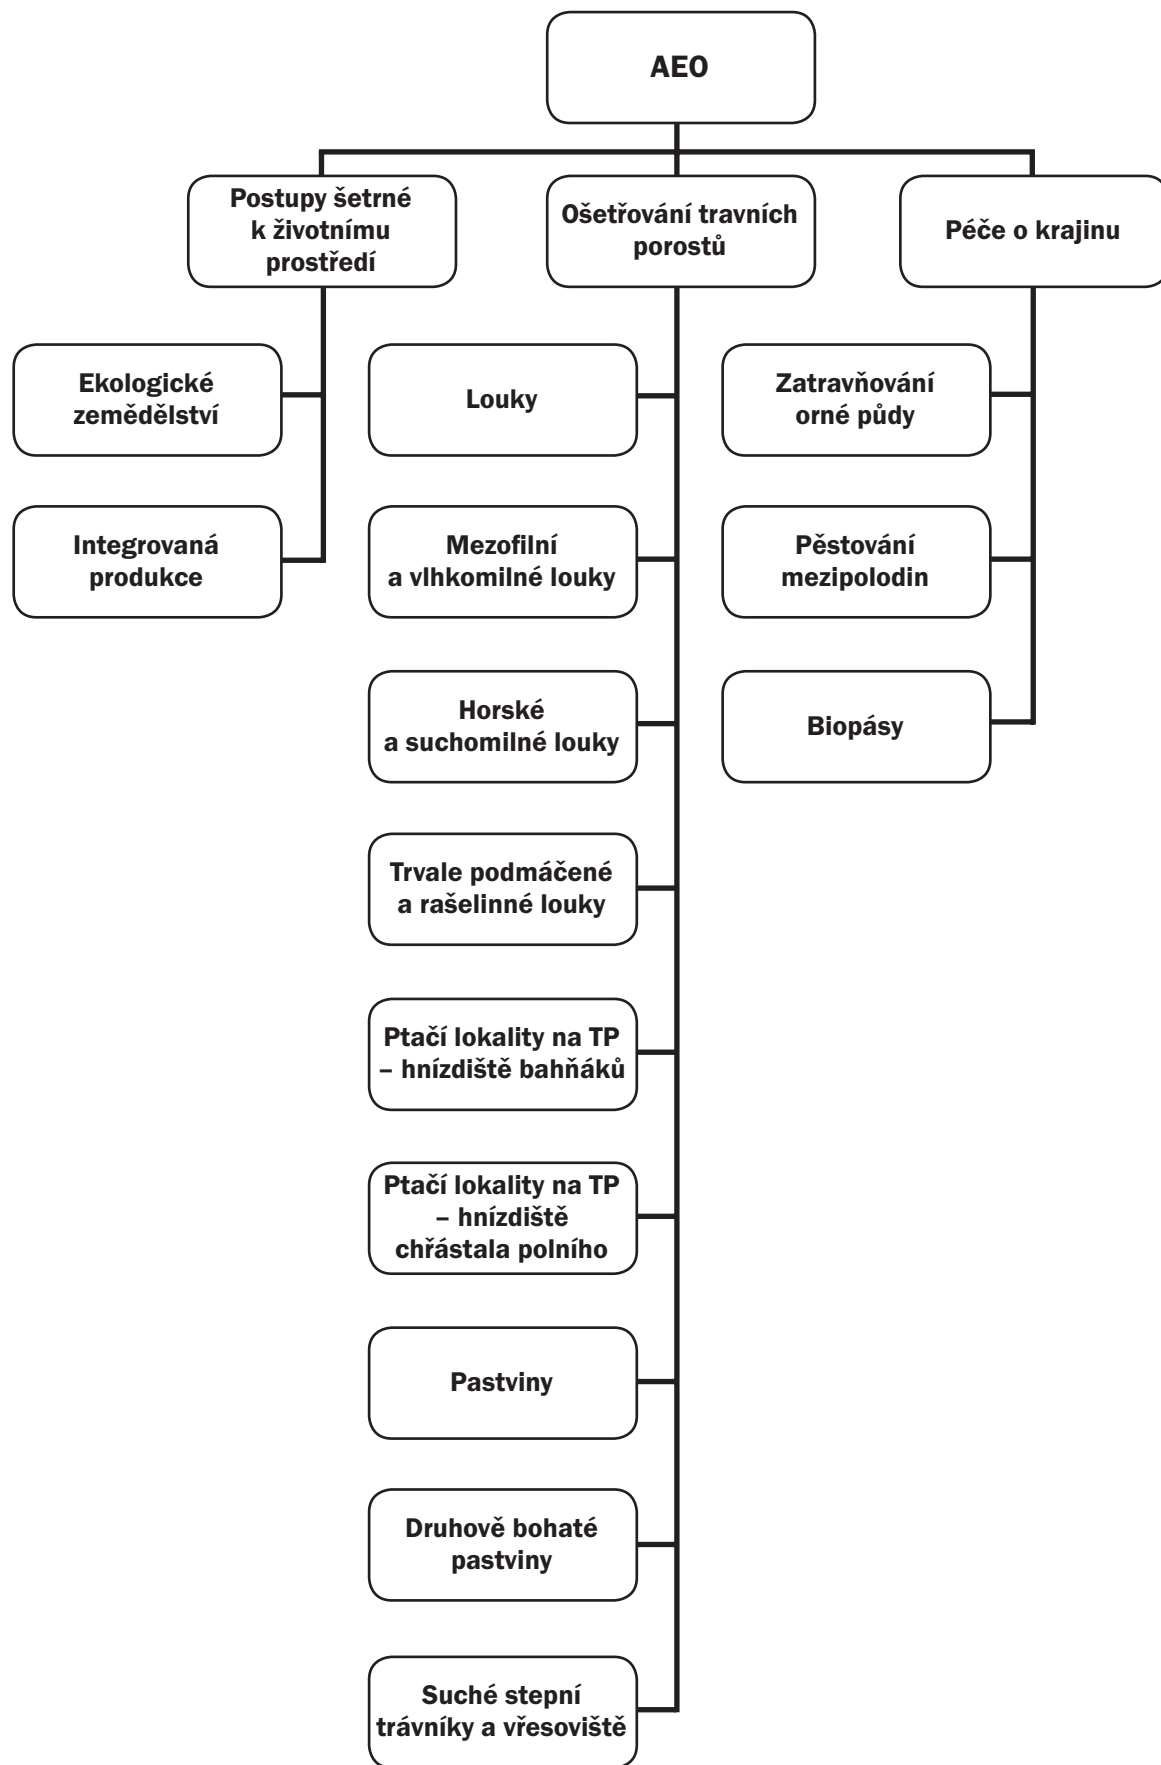 AEO
Postupy šetrné
k životnímu
prostředí
Ekologické
zemědělství
Integrovaná
produkce
Ošetřování travních
porostů
Louky
Mezofilní
a vlhkomilné louky
Horské
a suchomilné louky
Trvale podmáčené
a rašelinné louky
Ptačí lokality na TP
– hnízdiště bahňáků
Ptačí lokality na TP
– hnízdiště
chřástala polního
Pastviny
Druhově bohaté
pastviny
Suché stepní
trávníky a vřesoviště
Péče o krajinu
Zatravňování
orné půdy
Pěstování
mezipolodin
Biopásy